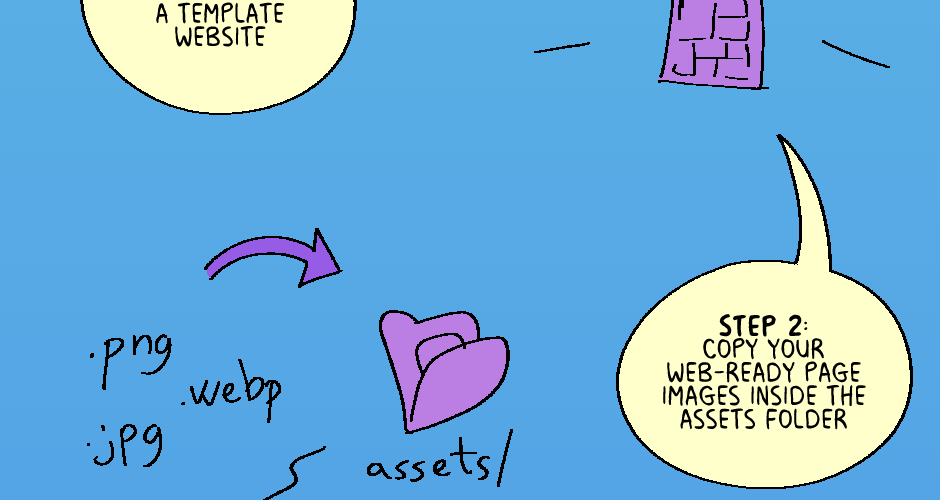 A TEMPLATE
WEBSITE
.png
.webp
.jpg
assets/
STEP 2:
COPY YOUR
WEB-READY PAGE
IMAGES INSIDE THE
ASSETS FOLDER